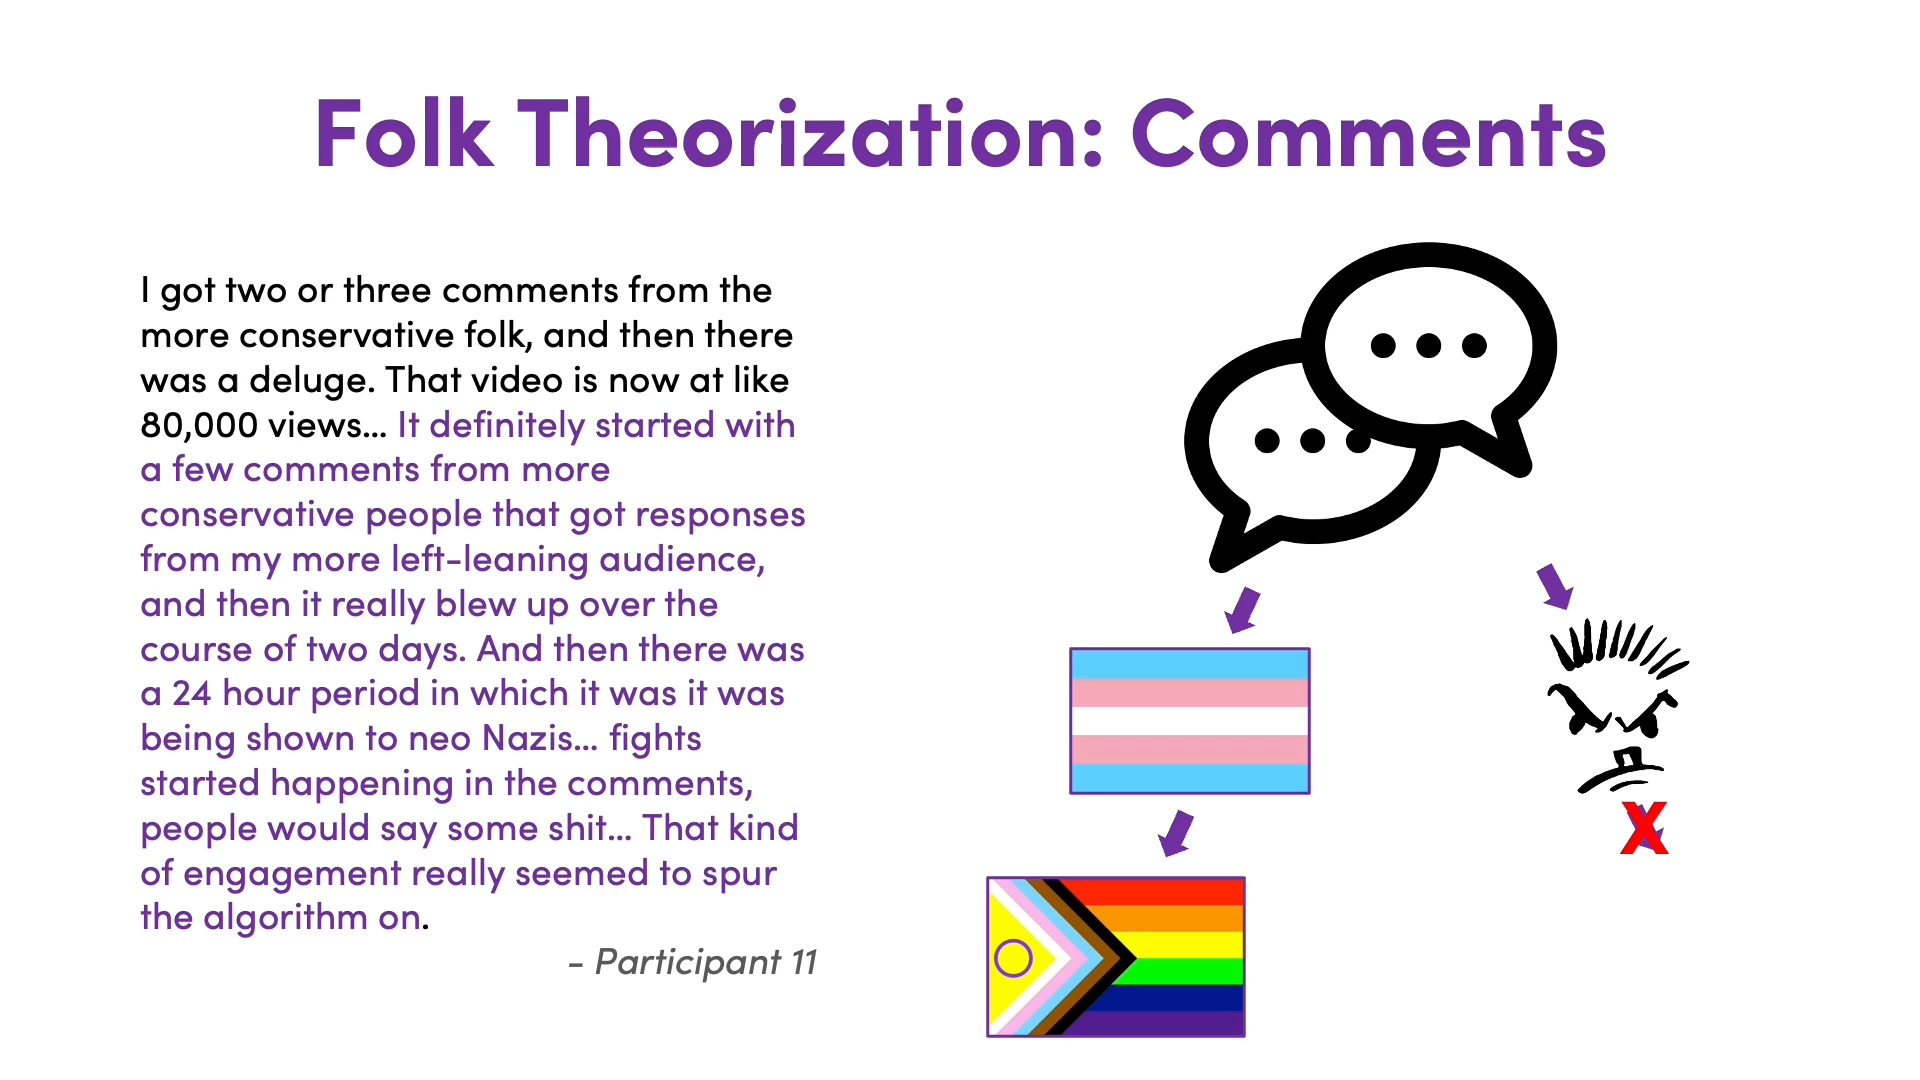 Folk Theorization: Comments
I got two or three comments from the
more conservative folk, and then there
was a deluge. That video is now at like
80,000 views... It definitely started with
a few comments from more
conservative people that got responses
from my more left-leaning audience,
and then it really blew up over the
course of two days. And then there was
a 24 hour period in which it was it was
being shown to neo Nazis... fights
started happening in the comments,
people would say some shit... That kind
of engagement really seemed to spur
the algorithm on.
- Participant 11
X